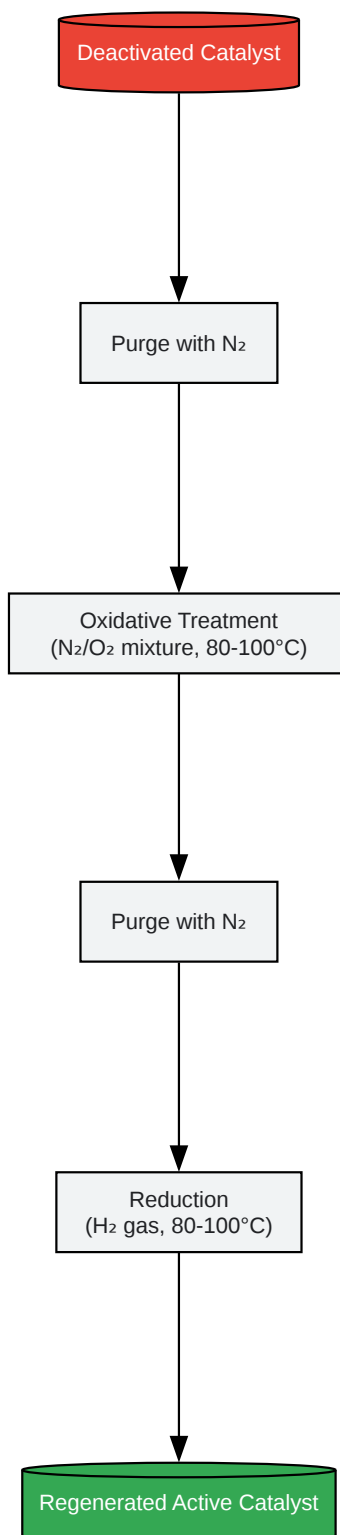 Deactivated Catalyst
Purge with N₂
Oxidative Treatment
(N₂/O₂ mixture, 80-100°C)
Purge with N₂
Reduction
(H₂ gas, 80-100°C)
Regenerated Active Catalyst